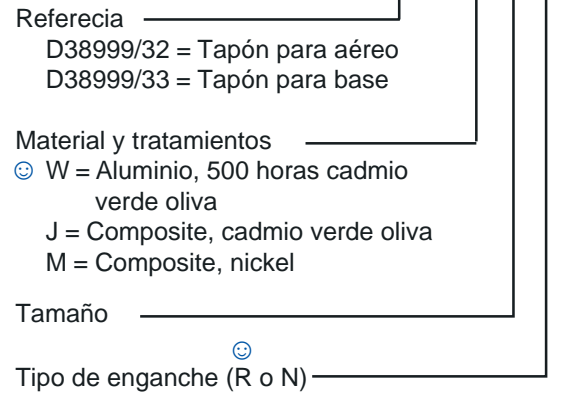 Referecia
D38999/32 = Tapón para aéreo
D38999/33 = Tapón para base
Material y tratamientos
☺ W = Aluminio, 500 horas cadmio
verde oliva
J = Composite, cadmio verde oliva
M = Composite, nickel
Tamaño
☺
Tipo de enganche (R o N)